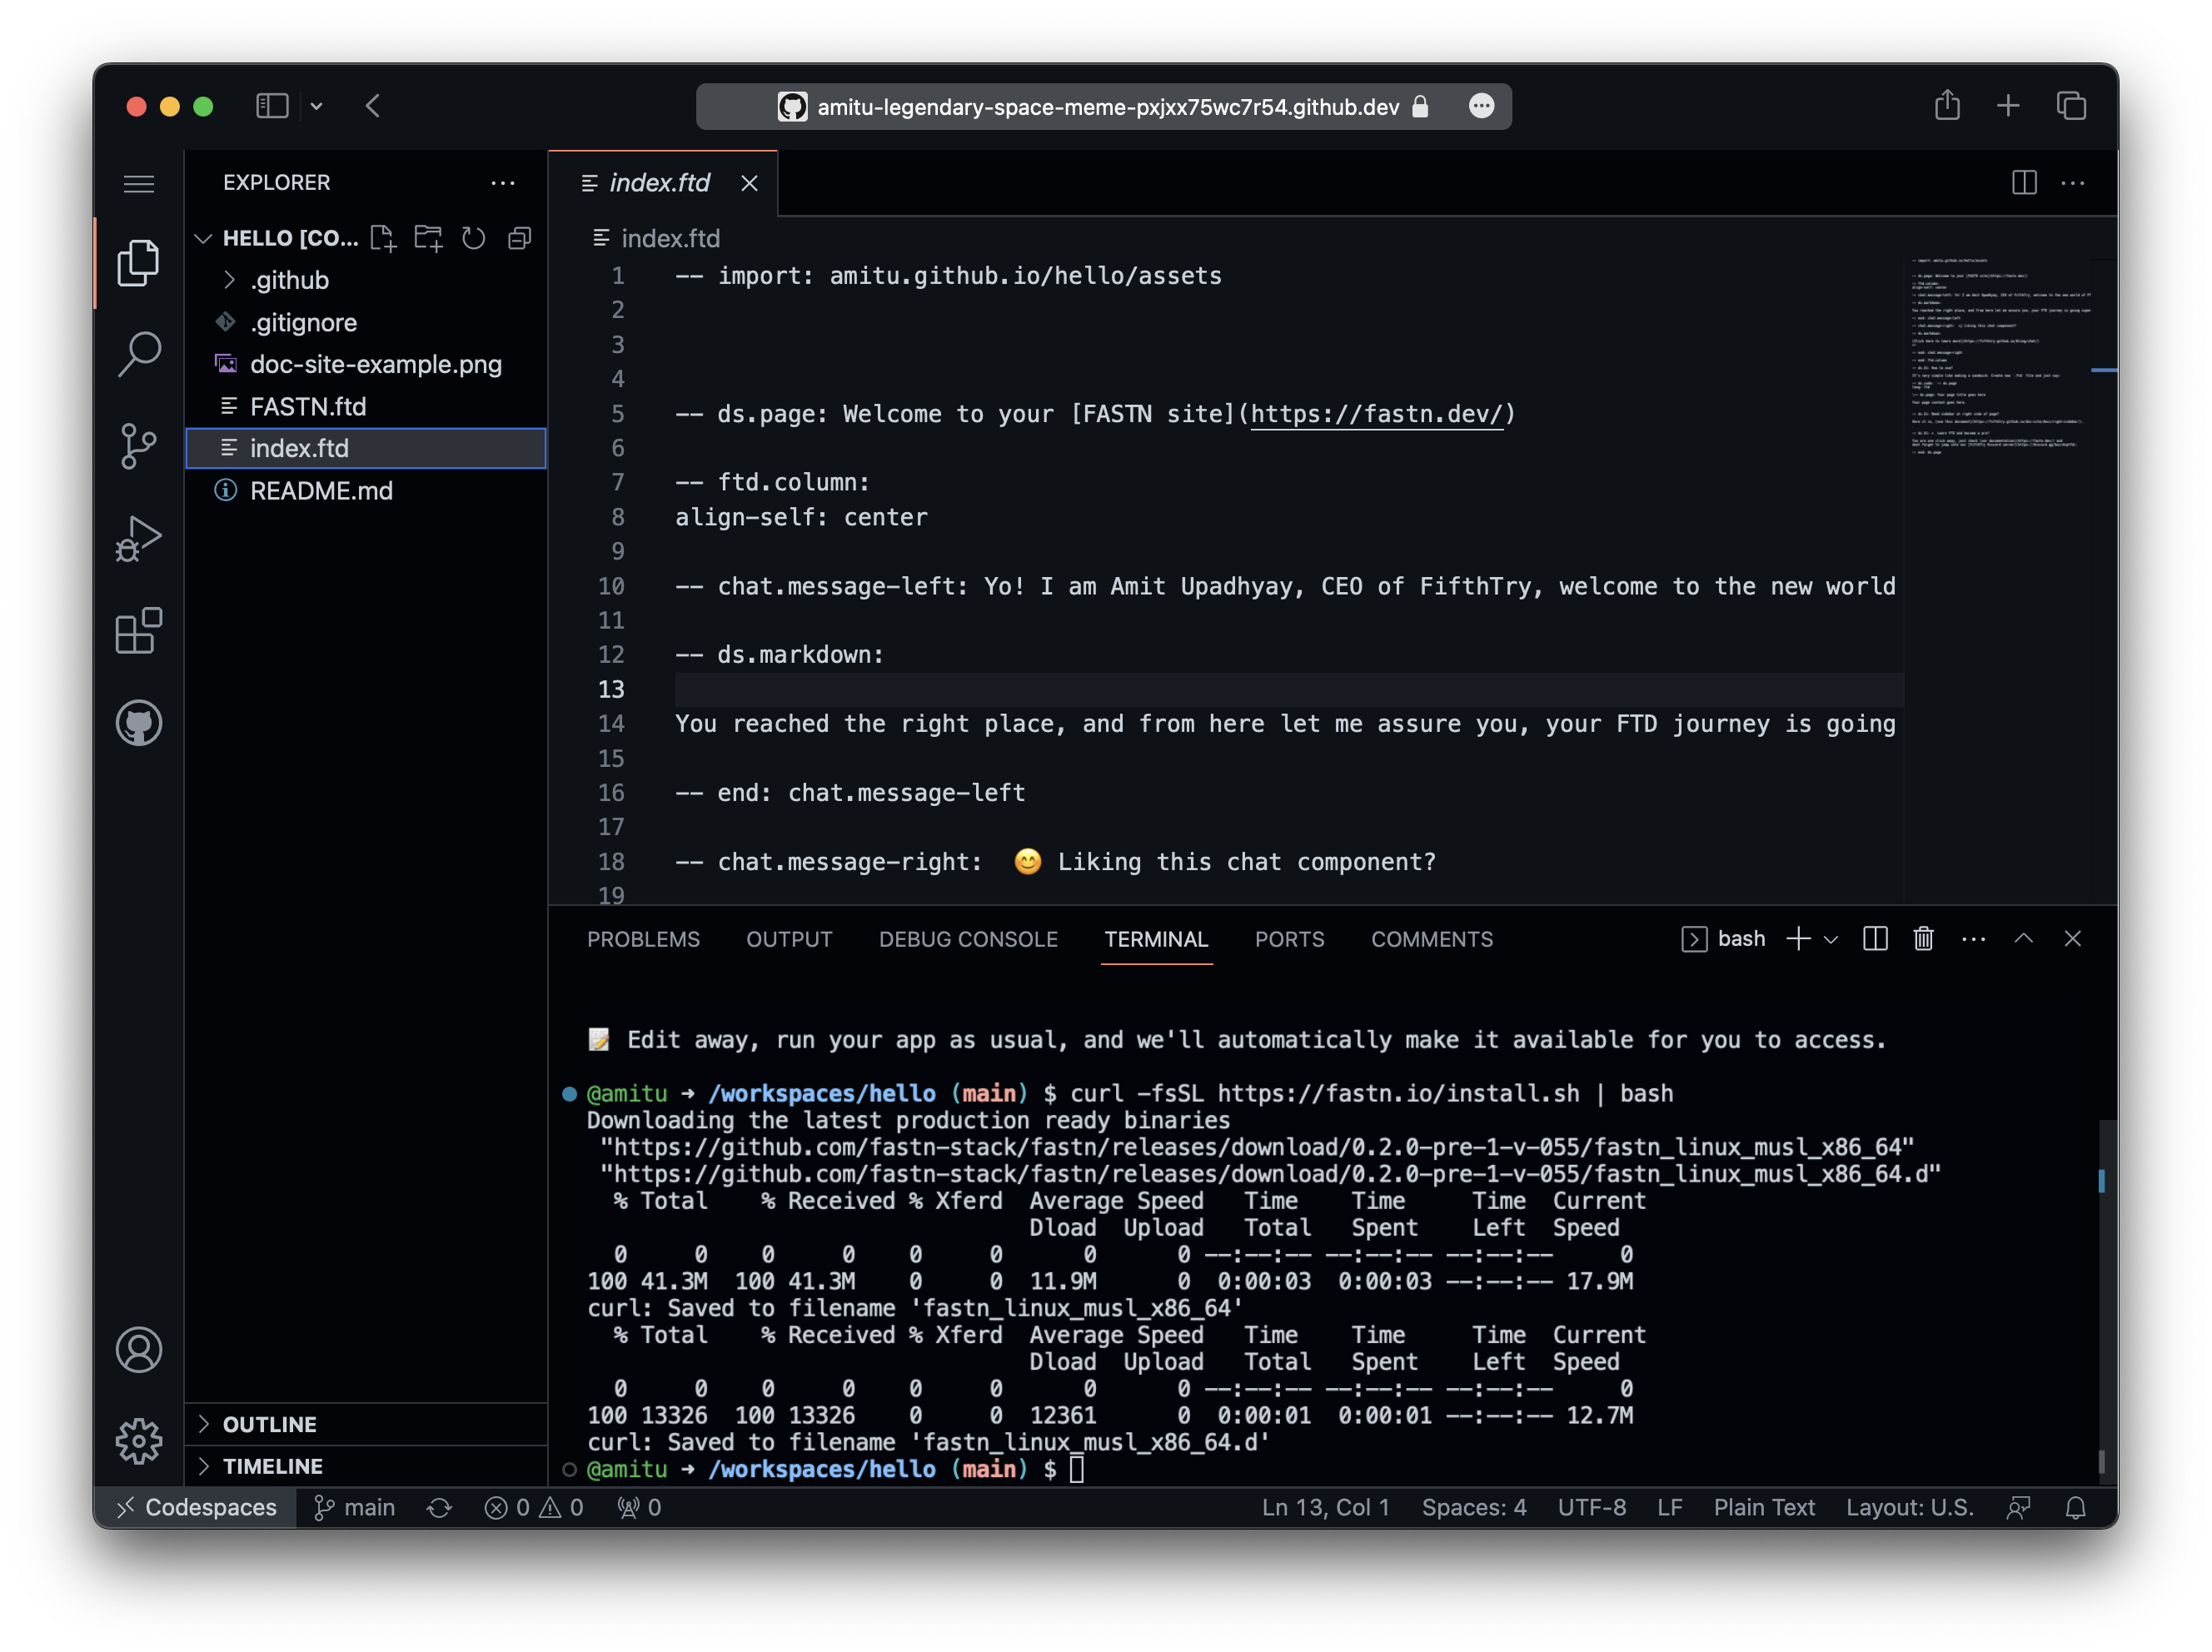 amitu-legendary-space-meme-pxjxx75wc7r54.github.dev
EXPLORER
HELLO [CO...
.github
.gitignore
doc-site-example.png
FASTN.ftd
index.ftd
README.md
OUTLINE
TIMELINE
index.ftd
index.ftd
1 -- import: amitu.github.io/hello/assets
2
3
4
5 -- ds.page: Welcome to your [FASTN site](https://fastn.dev/)
6
7 -- ftd.column:
8 align-self: center
9
10 -- chat.message-left: Yo! I am Amit Upadhyay, CEO of FifthTry, welcome to the new world
11
12 -- ds.markdown:
13
14 You reached the right place, and from here let me assure you, your FTD journey is going
15
16 -- end: chat.message-left
17
18 -- chat.message-right:  😊 Liking this chat component?
19
PROBLEMS OUTPUT DEBUG CONSOLE TERMINAL PORTS COMMENTS bash
📝 Edit away, run your app as usual, and we'll automatically make it available for you to access.
@amitu ➜ /workspaces/hello (main) $ curl -fsSL https://fastn.io/install.sh | bash
Downloading the latest production ready binaries
"https://github.com/fastn-stack/fastn/releases/download/0.2.0-pre-1-v-055/fastn_linux_musl_x86_64"
"https://github.com/fastn-stack/fastn/releases/download/0.2.0-pre-1-v-055/fastn_linux_musl_x86_64.d"
% Total % Received % Xferd Average Speed Time Time Time Current
Dload Upload Total Spent Left Speed
0 0 0 0 0 0 0 0 --:--:-- --:--:-- --:--:-- 0
100 41.3M 100 41.3M 0 0 11.9M 0 0:00:03 0:00:03 --:--:-- 17.9M
curl: Saved to filename 'fastn_linux_musl_x86_64'
% Total % Received % Xferd Average Speed Time Time Time Current
Dload Upload Total Spent Left Speed
0 0 0 0 0 0 0 0 --:--:-- --:--:-- --:--:-- 0
100 13326 100 13326 0 0 12361 0 0:00:01 0:00:01 --:--:-- 12.7M
curl: Saved to filename 'fastn_linux_musl_x86_64.d'
@amitu ➜ /workspaces/hello (main) $
Codespaces main 0 0 0 Ln 13, Col 1 Spaces: 4 UTF-8 LF Plain Text Layout: U.S.